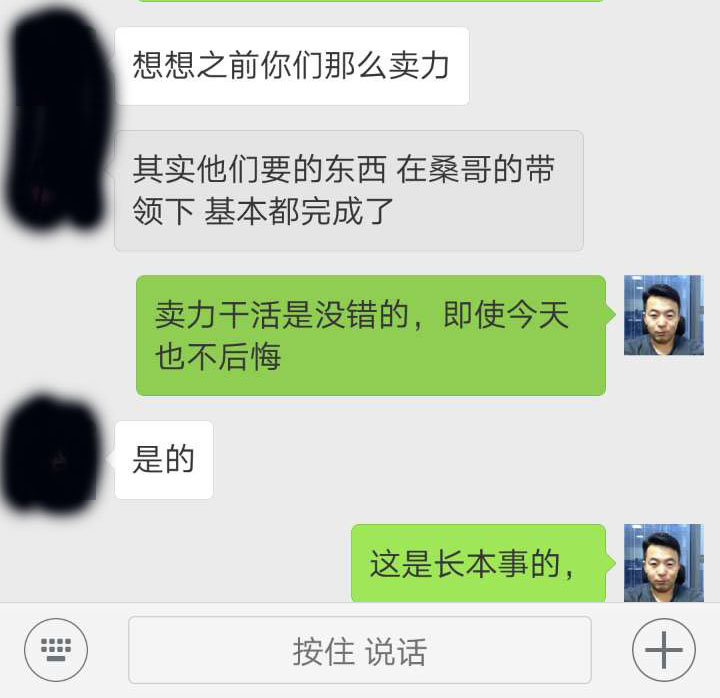 想想之前你们那么卖力
其实他们要的东西 在桑哥的带
领下 基本都完成了
卖力干活是没错的，即使今天
也不后悔
是的
这是长本事的，
按住 说话